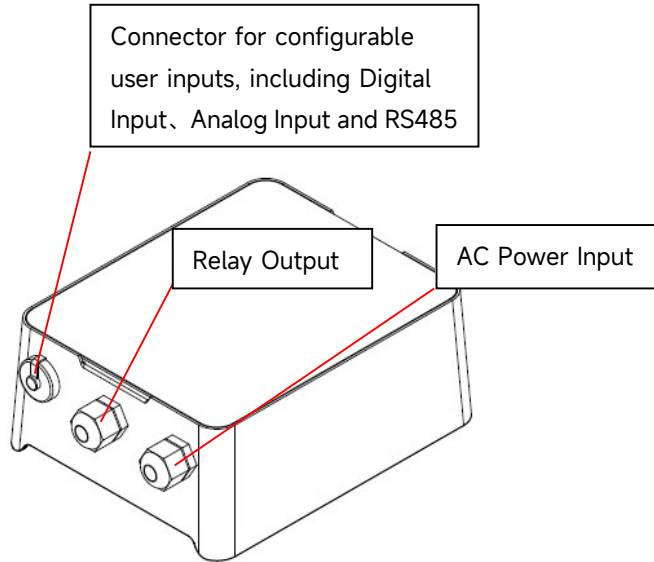 Connector for configurable
user inputs, including Digital
Input、Analog Input and RS485
Relay Output
AC Power Input